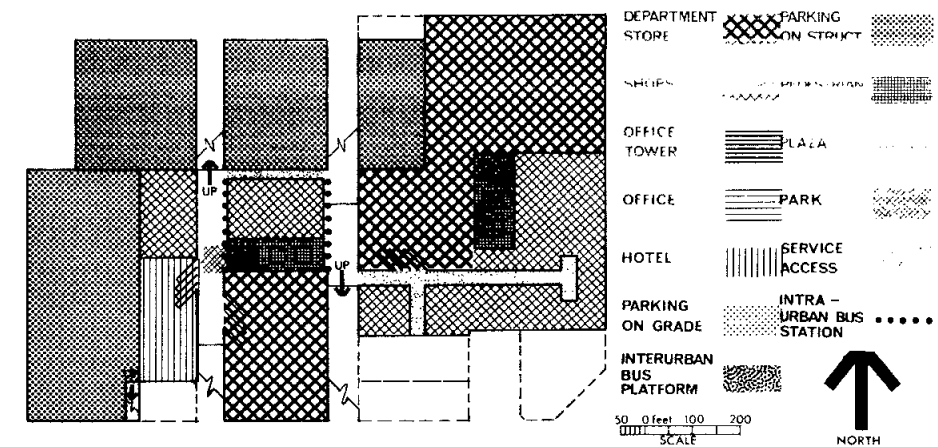 DEPARTMENT
STORE
PARKING
ON STRUCT
SHOPS
PEDESTRIAN
OFFICE
TOWER
PLAZA
OFFICE
PARK
HOTEL
SERVICE
ACCESS
PARKING
ON GRADE
INTRA -
URBAN BUS
STATION
INTERURBAN
BUS
PLATFORM
UP
UP
50 0 feet 100 200
SCALE
NORTH